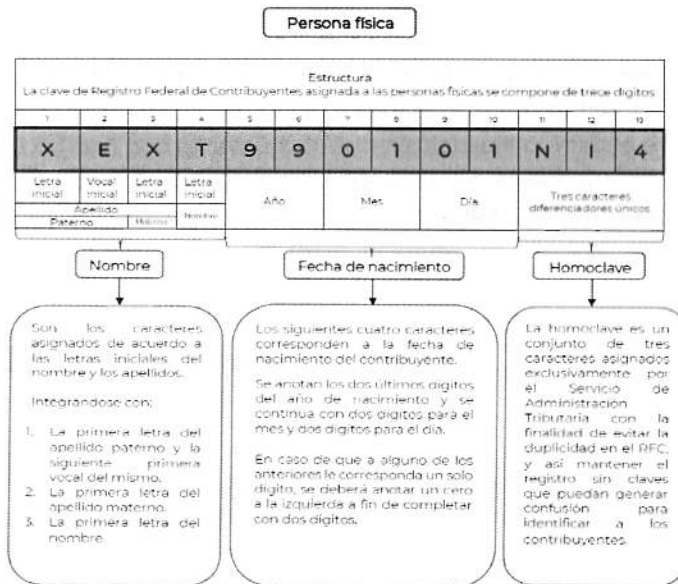 Persona física
Estructura
La clave de Registro Federal de Contribuyentes asignada a las personas físicas se compone de trece dígitos
1 2 3 4 5 6 7 8 9 10 11 12 13
X E X T 9 9 0 1 0 1 N I 4
Letra inicial Vocal inicial Letra inicial Letra inicial
Apellido
Paterno Materno Nombre
Año Mes Día
Tres caracteres
diferenciadores únicos
Nombre
Son los caracteres
asignados de acuerdo a
las letras iniciales del
nombre y los apellidos.
Integrándose con:
1. La primera letra del
apellido paterno y la
siguiente primera
vocal del mismo.
2. La primera letra del
apellido materno.
3. La primera letra del
nombre.
Fecha de nacimiento
Los siguientes cuatro caracteres
corresponden a la fecha de
nacimiento del contribuyente.
Se anotan los dos últimos dígitos
del año de nacimiento y se
continua con dos dígitos para el
mes y dos dígitos para el día.
En caso de que a alguno de los
anteriores le corresponda un solo
dígito, se deberá anotar un cero
a la izquierda a fin de completar
con dos dígitos.
Homoclave
La homoclave es un
conjunto de tres
caracteres asignados
exclusivamente por
el Servicio de
Administración
Tributaria con la
finalidad de evitar la
duplicidad en el RFC,
y así mantener el
registro sin claves
que puedan generar
confusión para
identificar a los
contribuyentes.